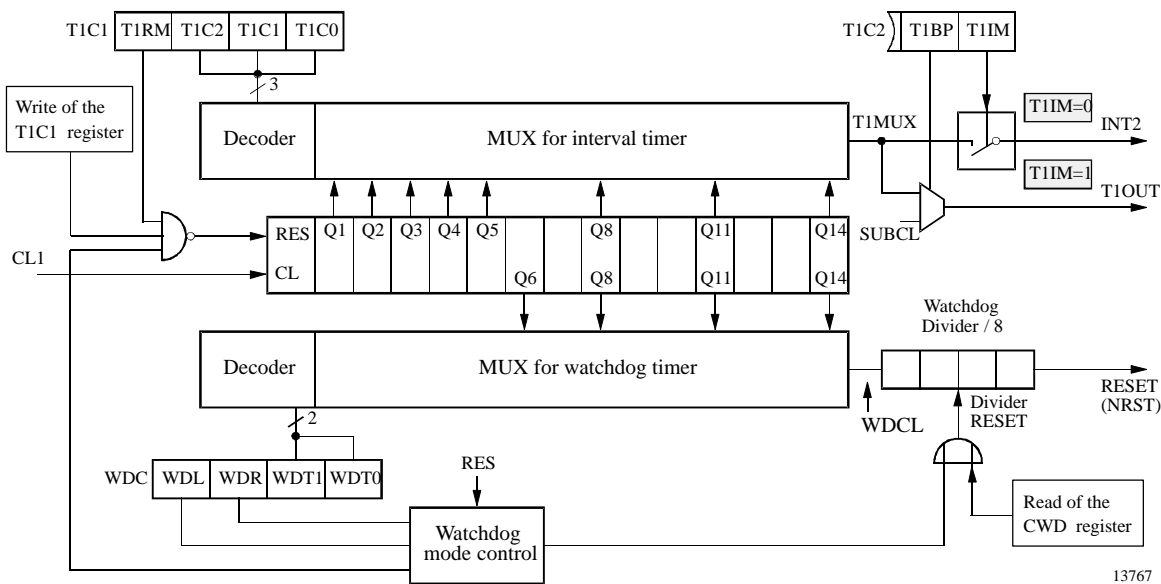 T1C1 T1RM T1C2 T1C1 T1C0
T1C2 T1BP T1IM
3
Write of the
T1C1 register
Decoder
MUX for interval timer
T1MUX
T1IM=0
INT2
T1IM=1
T1OUT
SUBCL
RES Q1 Q2 Q3 Q4 Q5 Q8 Q11 Q14
CL1
CL Q6 Q8 Q11 Q14
Watchdog
Divider / 8
Decoder
MUX for watchdog timer
RESET
(NRST)
Divider
RESET
WDCL
2
WDC WDL WDR WDT1 WDT0
RES
Watchdog
mode control
Read of the
CWD register
13767